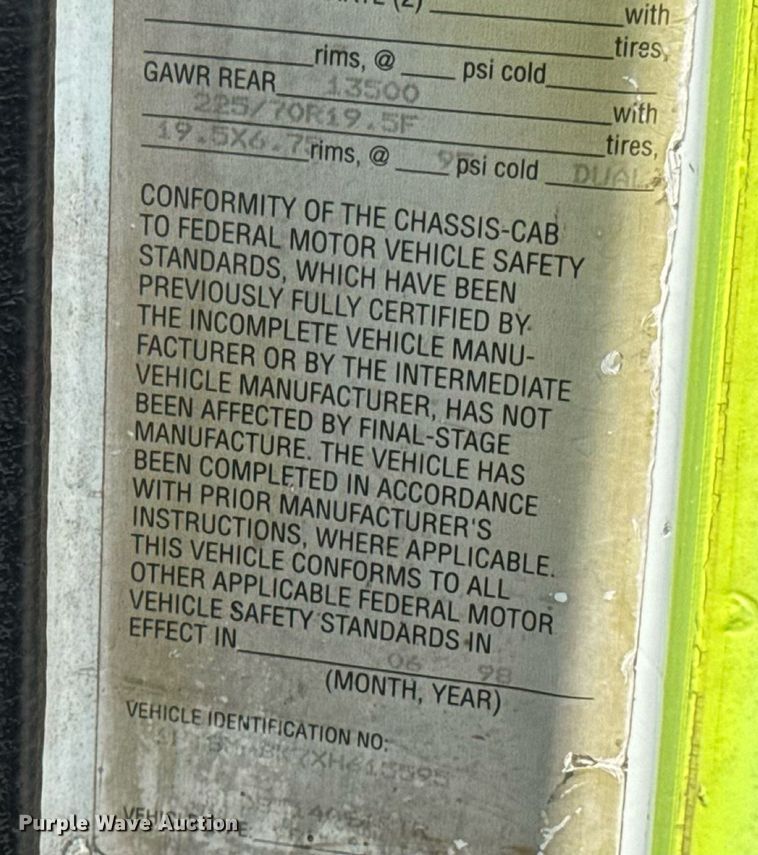 with
tires,
rims, @ psi cold
GAWR REAR 13500 with
225/70R19.5F tires,
19.5X6.75 rims, @ psi cold DUAL
CONFORMITY OF THE CHASSIS-CAB
TO FEDERAL MOTOR VEHICLE SAFETY
STANDARDS, WHICH HAVE BEEN
PREVIOUSLY FULLY CERTIFIED BY
THE INCOMPLETE VEHICLE MANU-
FACTURER OR BY THE INTERMEDIATE
VEHICLE MANUFACTURER, HAS NOT
BEEN AFFECTED BY FINAL-STAGE
MANUFACTURE. THE VEHICLE HAS
BEEN COMPLETED IN ACCORDANCE
WITH PRIOR MANUFACTURER'S
INSTRUCTIONS, WHERE APPLICABLE.
THIS VEHICLE CONFORMS TO ALL
OTHER APPLICABLE FEDERAL MOTOR
VEHICLE SAFETY STANDARDS IN
EFFECT IN 06 98
(MONTH, YEAR)
VEHICLE IDENTIFICATION NO:
Purple Wave Auction